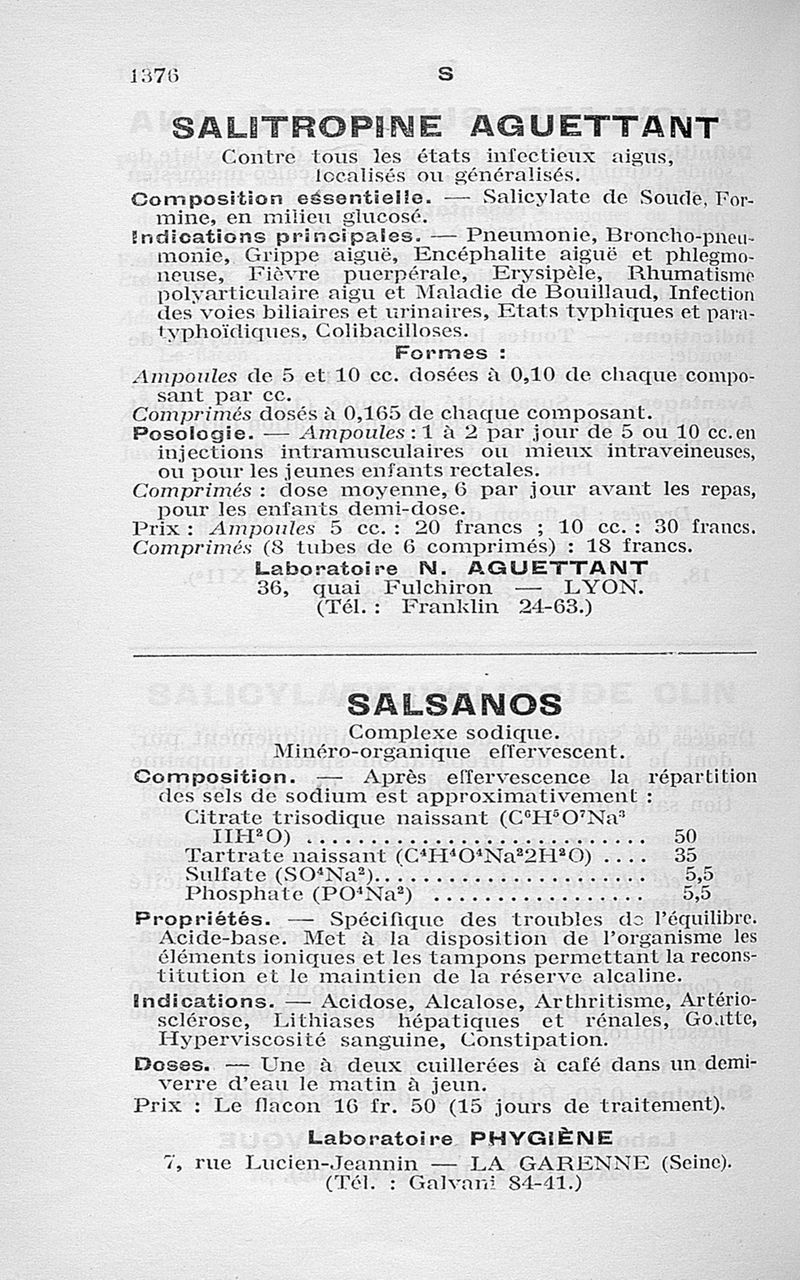 1376
S
SALITROPINE AGUETTANT
Contre tous les états infectieux aigus,
localisés ou généralisés.
Composition essentielle. — Salicylate de Soude, For-
mine, en milieu glucosé.
Indications principales. — Pneumonie, Broncho-pneu-
monie, Grippe aiguë, Encéphalite aiguë et phlegmo-
neuse, Fièvre puerpérale, Erysipèle, Rhumatisme
polyarticulaire aigu et Maladie de Bouillaud, Infection
des voies biliaires et urinaires, Etats typhiques et para-
typhoïdiques, Colibacilloses.
Formes :
Ampoules de 5 et 10 cc. dosées à 0,10 de chaque compo-
sant par cc.
Comprimés dosés à 0,165 de chaque composant.
Posologie. — Ampoules : 1 à 2 par jour de 5 ou 10 cc. en
injections intramusculaires ou mieux intraveineuses,
ou pour les jeunes enfants rectales.
Comprimés : dose moyenne, 6 par jour avant les repas,
pour les enfants demi-dose.
Prix : Ampoules 5 cc. : 20 francs ; 10 cc. : 30 francs.
Comprimés (8 tubes de 6 comprimés) : 18 francs.
Laboratoire N. AGUETTANT
36, quai Fulchiron — LYON.
(Tél. : Franklin 24-63.)
SALSANOS
Complexe sodique.
Minéro-organique effervescent.
Composition. — Après effervescence la répartition
des sels de sodium est approximativement :
Citrate trisodique naissant (C⁶H⁵O⁷Na³
IIH²O) .......................... 50
Tartrate naissant (C⁴H⁴O⁴Na²2H²O) .... 35
Sulfate (SO⁴Na²)........................ 5,5
Phosphate (PO⁴Na²) .................. 5,5
Propriétés. — Spécifique des troubles de l'équilibre.
Acide-base. Met à la disposition de l'organisme les
éléments ioniques et les tampons permettant la recons-
titution et le maintien de la réserve alcaline.
Indications. — Acidose, Alcalose, Arthritisme, Artério-
sclérose, Lithiases hépatiques et rénales, Goutte,
Hyperviscosité sanguine, Constipation.
Doses. — Une à deux cuillerées à café dans un demi-
verre d'eau le matin à jeun.
Prix : Le flacon 16 fr. 50 (15 jours de traitement).
Laboratoire PHYGIÈNE
7, rue Lucien-Jeannin — LA GARENNE (Seine).
(Tél. : Galvani 84-41.)